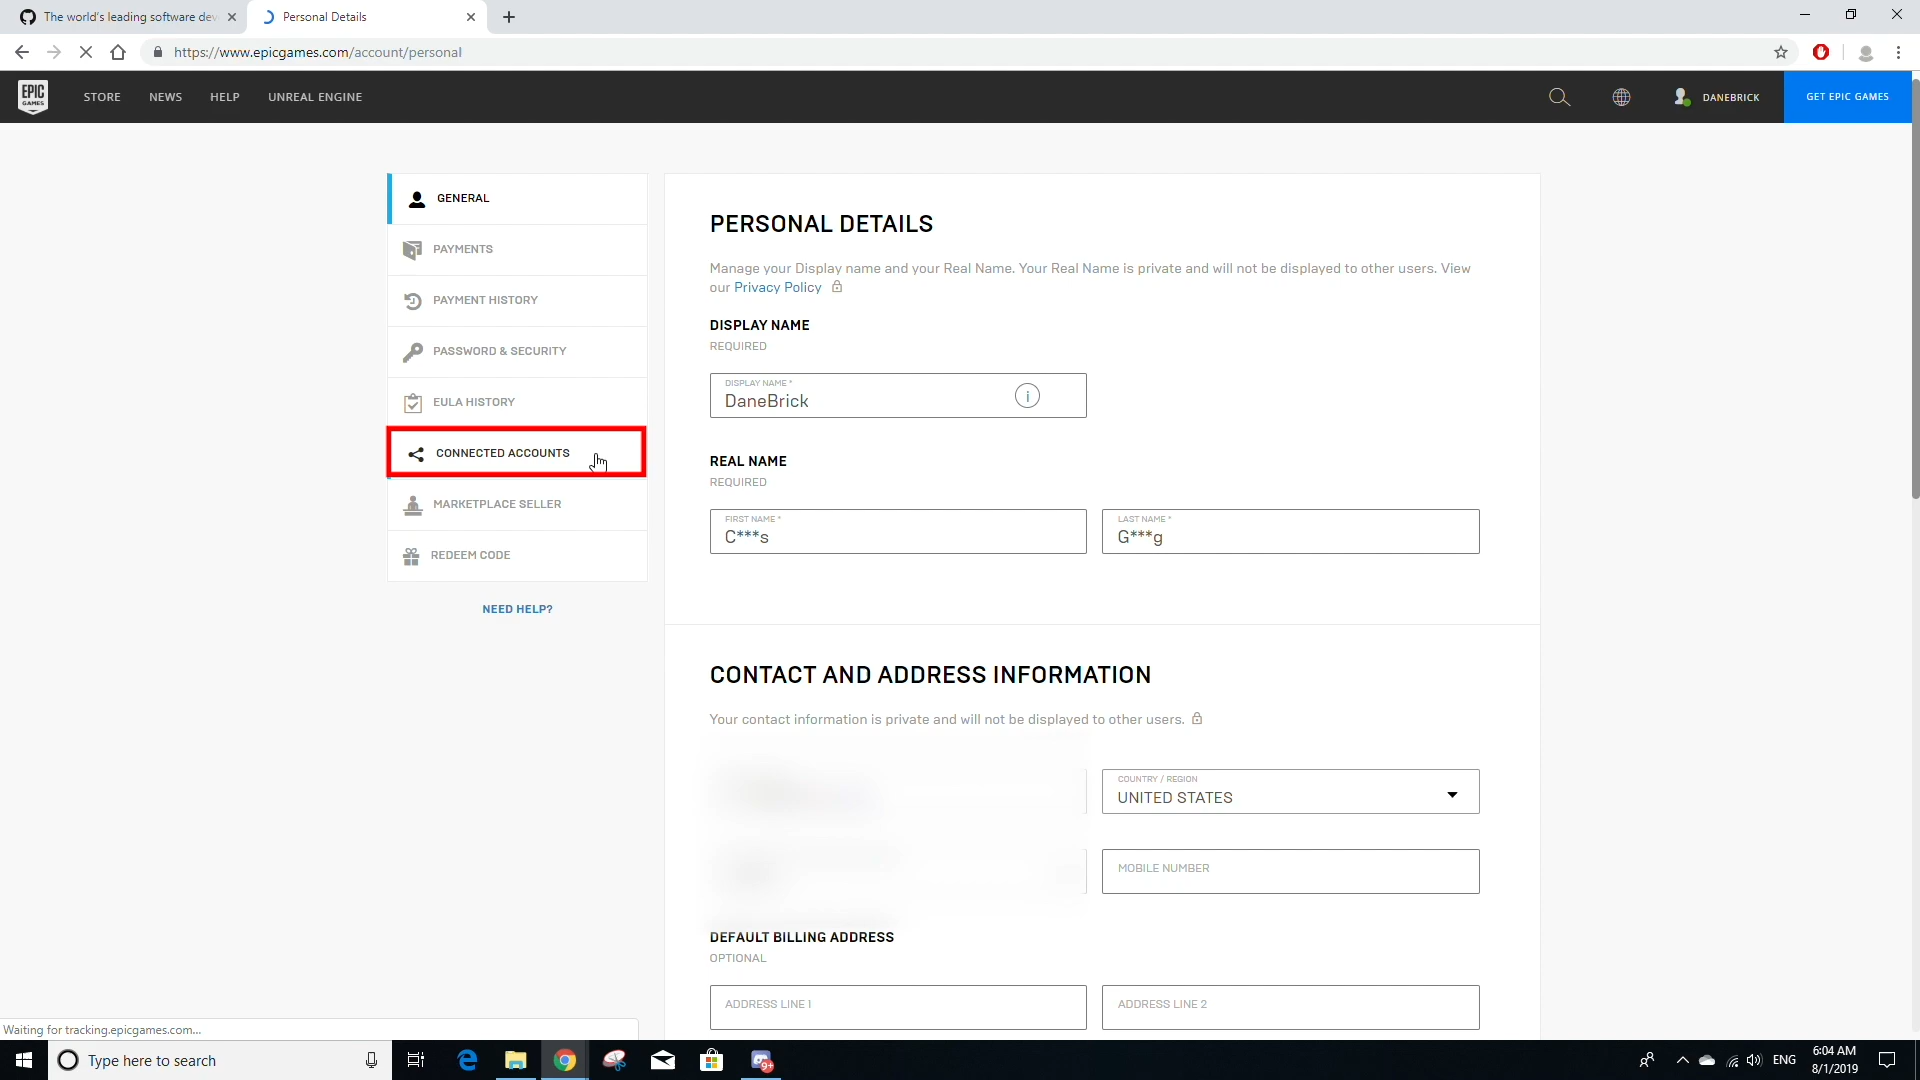 The world's leading software dev
Personal Details
https://www.epicgames.com/account/personal
EPIC
GAMES
STORE
NEWS
HELP
UNREAL ENGINE
DANEBRICK
GET EPIC GAMES
GENERAL
PAYMENTS
PAYMENT HISTORY
PASSWORD & SECURITY
EULA HISTORY
CONNECTED ACCOUNTS
MARKETPLACE SELLER
REDEEM CODE
NEED HELP?
PERSONAL DETAILS
Manage your Display name and your Real Name. Your Real Name is private and will not be displayed to other users. View
our Privacy Policy
DISPLAY NAME
REQUIRED
DISPLAY NAME *
DaneBrick
REAL NAME
REQUIRED
FIRST NAME *
C***s
LAST NAME *
G***g
CONTACT AND ADDRESS INFORMATION
Your contact information is private and will not be displayed to other users.
COUNTRY / REGION
UNITED STATES
MOBILE NUMBER
DEFAULT BILLING ADDRESS
OPTIONAL
ADDRESS LINE 1
ADDRESS LINE 2
Waiting for tracking.epicgames.com...
Type here to search
9+
ENG
6:04 AM
8/1/2019